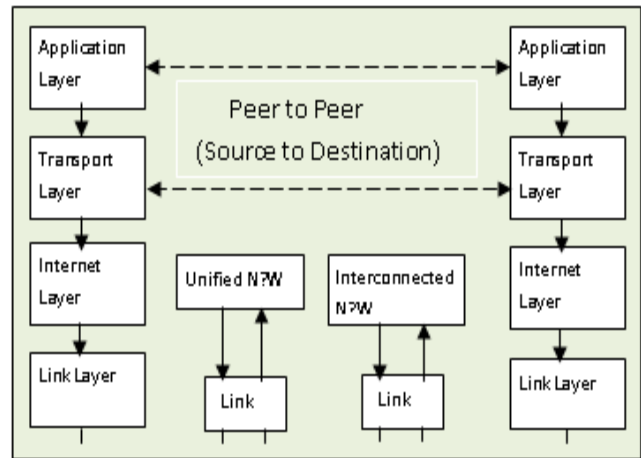 Application
Layer
Application
Layer
Peer to Peer
(Source to Destination)
Transport
Layer
Transport
Layer
Internet
Layer
Unified N?W
Interconnected
N?W
Internet
Layer
Link Layer
Link
Link
Link Layer